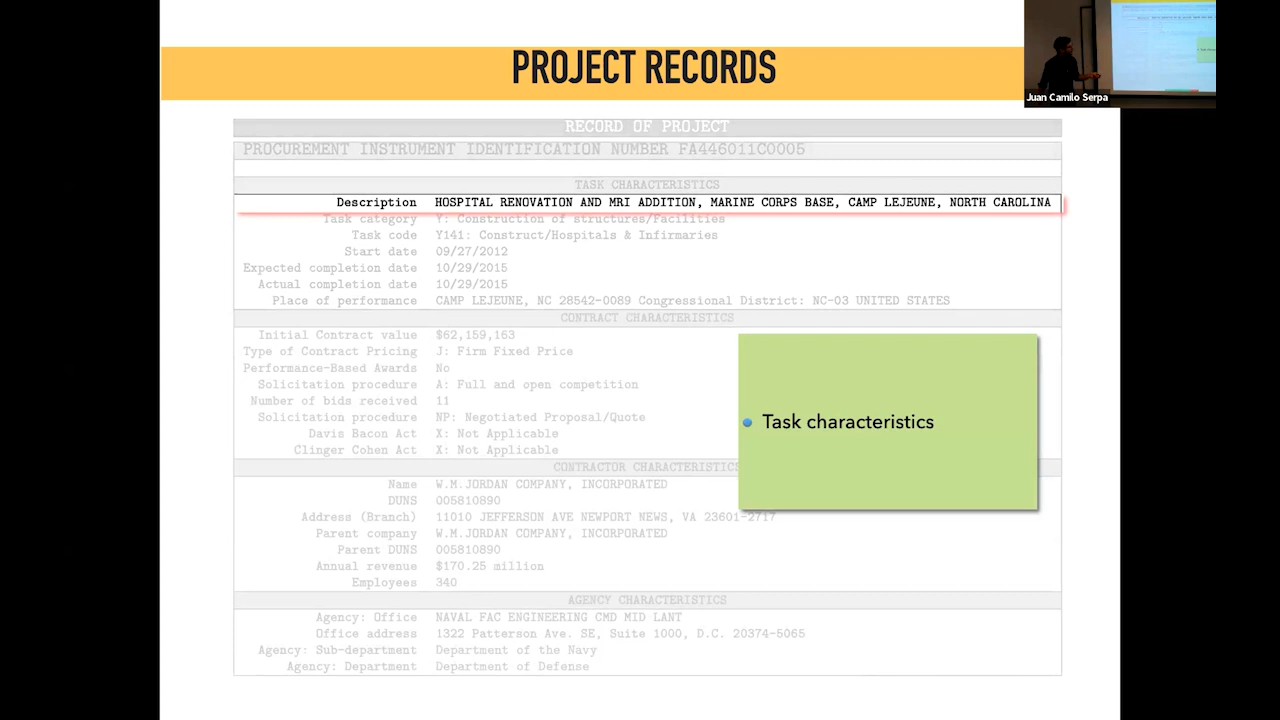 PROJECT RECORDS
Juan Camilo Serpa
RECORD OF PROJECT
PROCUREMENT INSTRUMENT IDENTIFICATION NUMBER FA446011C0005
TASK CHARACTERISTICS
Description HOSPITAL RENOVATION AND MRI ADDITION, MARINE CORPS BASE, CAMP LEJEUNE, NORTH CAROLINA
Task category Y: Construction of structures/Facilities
Task code Y141: Construct/Hospitals & Infirmaries
Start date 09/27/2012
Expected completion date 10/29/2015
Actual completion date 10/29/2015
Place of performance CAMP LEJEUNE, NC 28542-0089 Congressional District: NC-03 UNITED STATES
CONTRACT CHARACTERISTICS
Initial Contract value $62,159,163
Type of Contract Pricing J: Firm Fixed Price
Performance-Based Awards No
Solicitation procedure A: Full and open competition
Number of bids received 11
Solicitation procedure NP: Negotiated Proposal/Quote
Davis Bacon Act X: Not Applicable
Clinger Cohen Act X: Not Applicable
Task characteristics
CONTRACTOR CHARACTERISTICS
Name W.M.JORDAN COMPANY, INCORPORATED
DUNS 005810890
Address (Branch) 11010 JEFFERSON AVE NEWPORT NEWS, VA 23601-2717
Parent company W.M.JORDAN COMPANY, INCORPORATED
Parent DUNS 005810890
Annual revenue $170.25 million
Employees 340
AGENCY CHARACTERISTICS
Agency: Office NAVAL FAC ENGINEERING CMD MID LANT
Office address 1322 Patterson Ave. SE, Suite 1000, D.C. 20374-5065
Agency: Sub-department Department of the Navy
Agency: Department Department of Defense